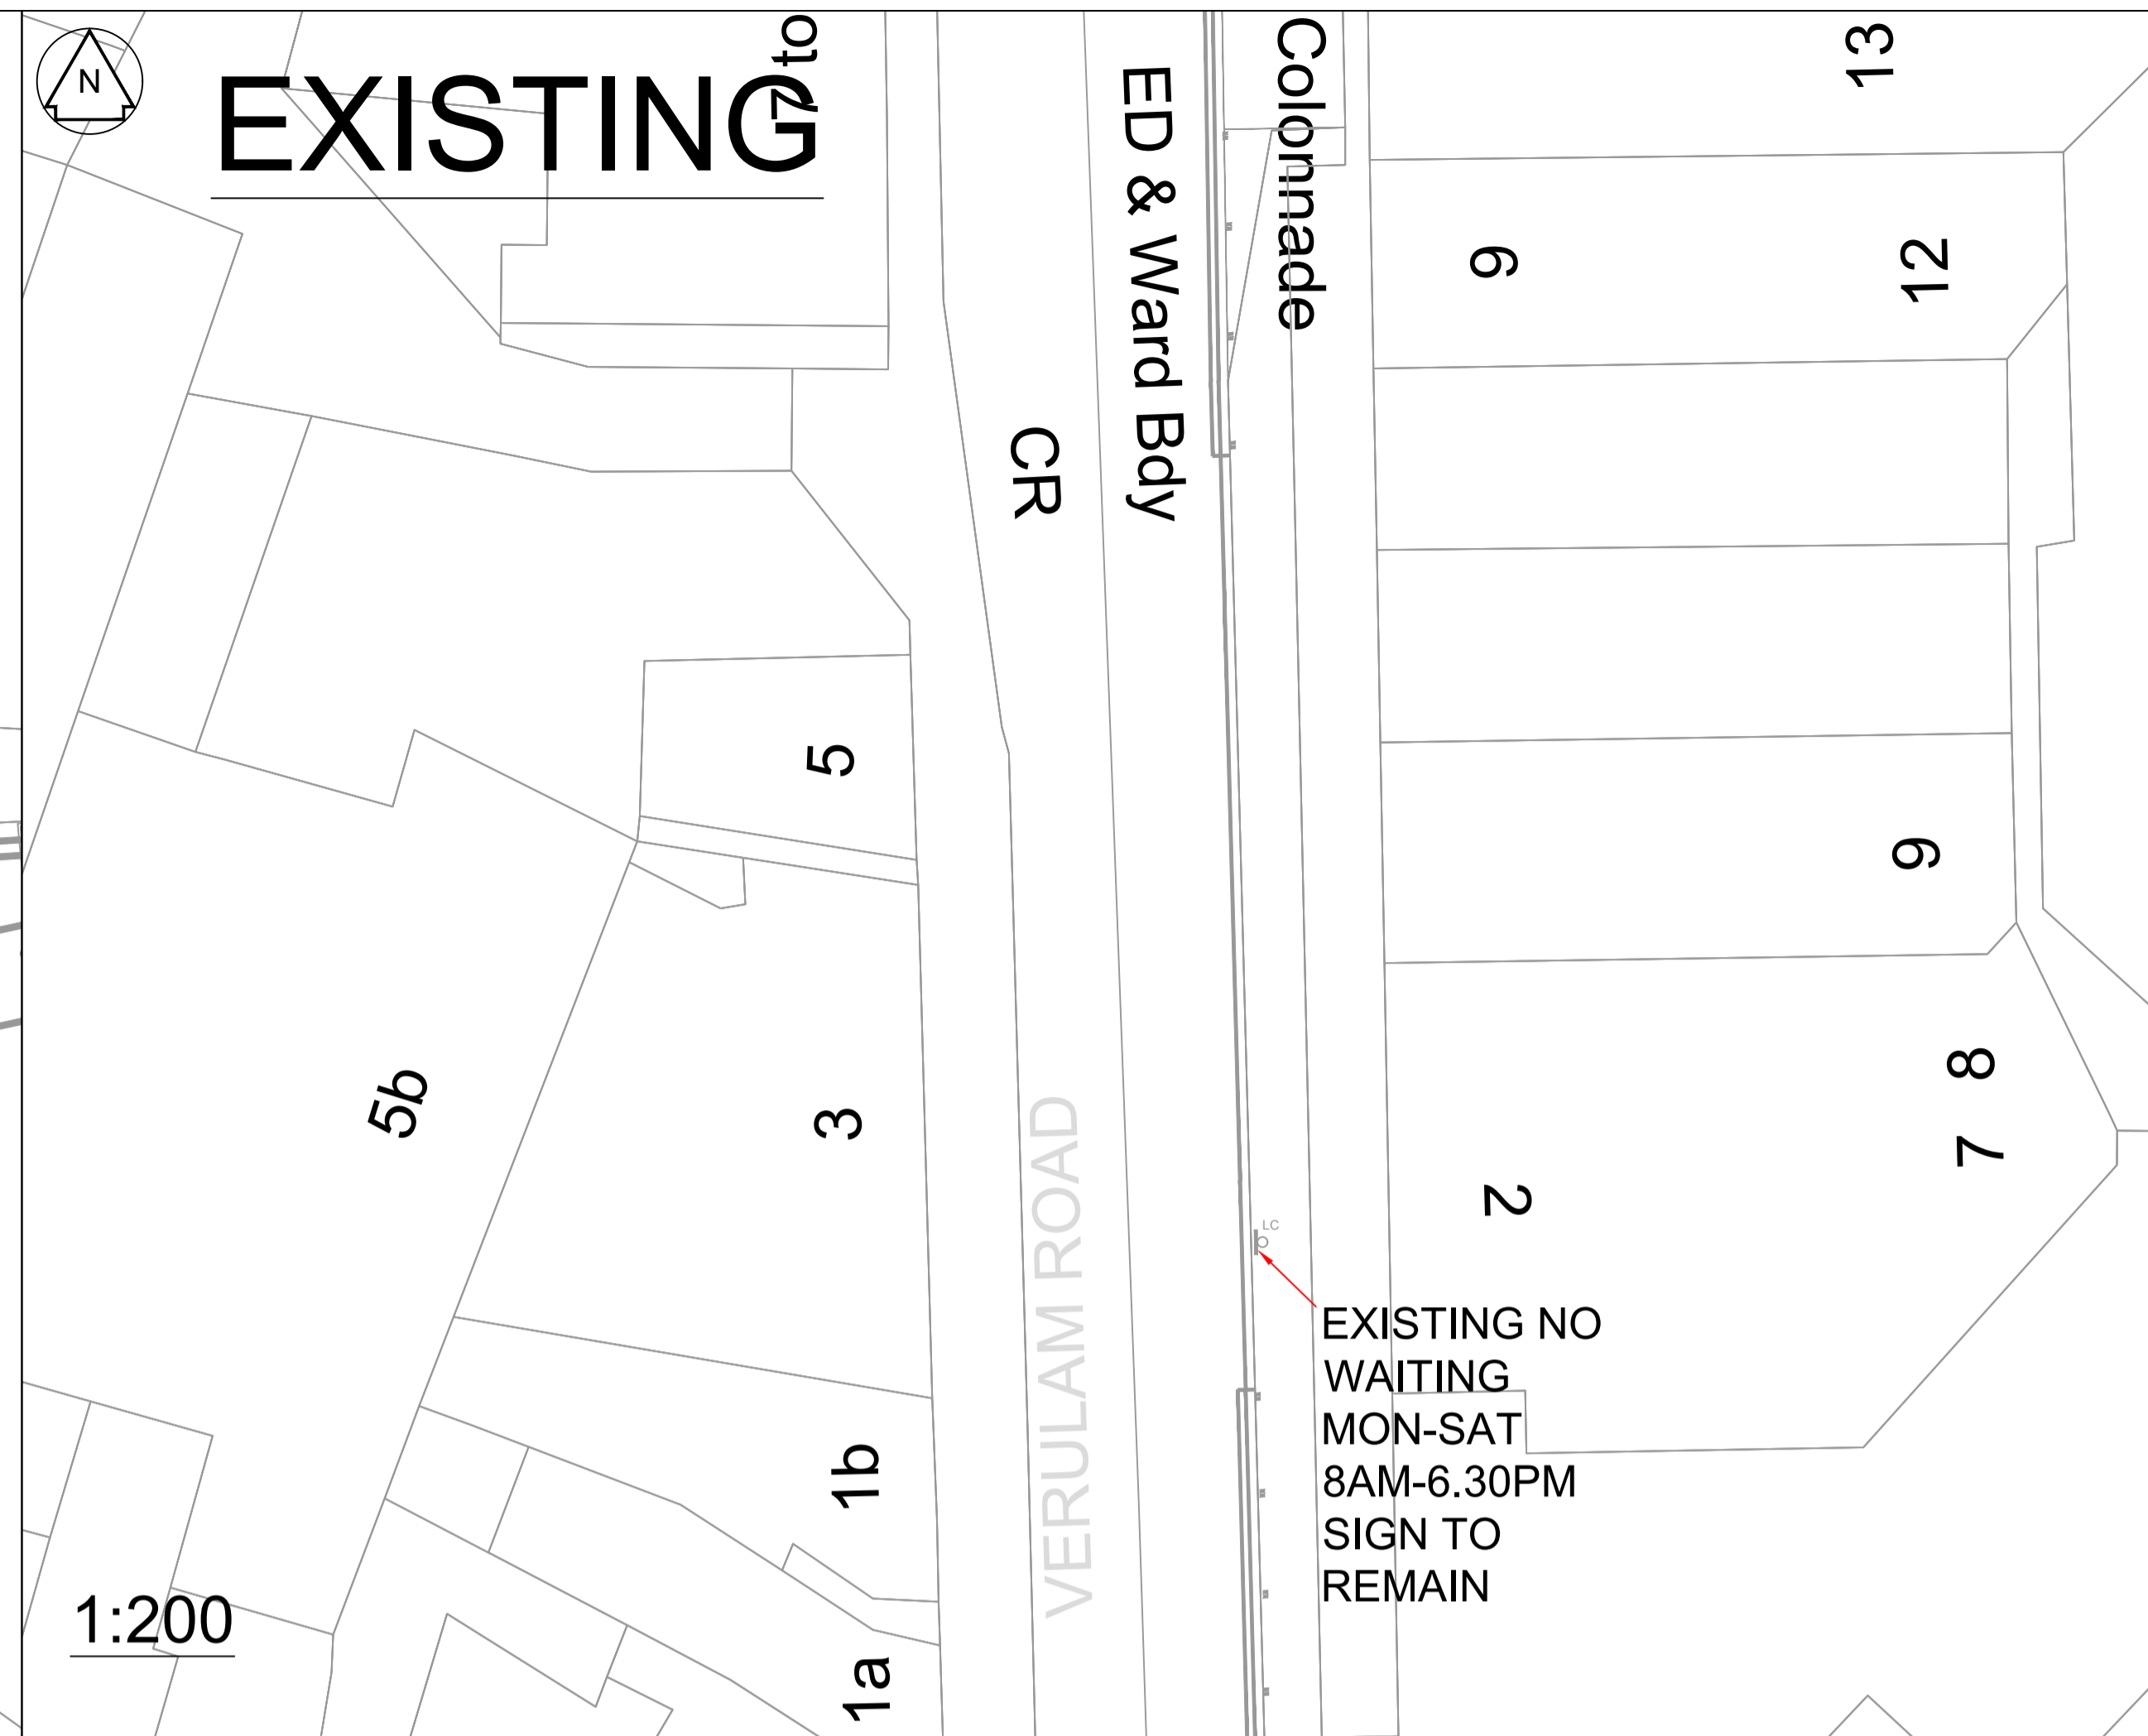 N
EXISTING
7 to
ED & Ward Bdy
Colonnade
CR
13
12
6
9
8
7
2
5
5b
3
1b
1a
VERULAM ROAD
LC
EXISTING NO
WAITING
MON-SAT
8AM-6.30PM
SIGN TO
REMAIN
1:200